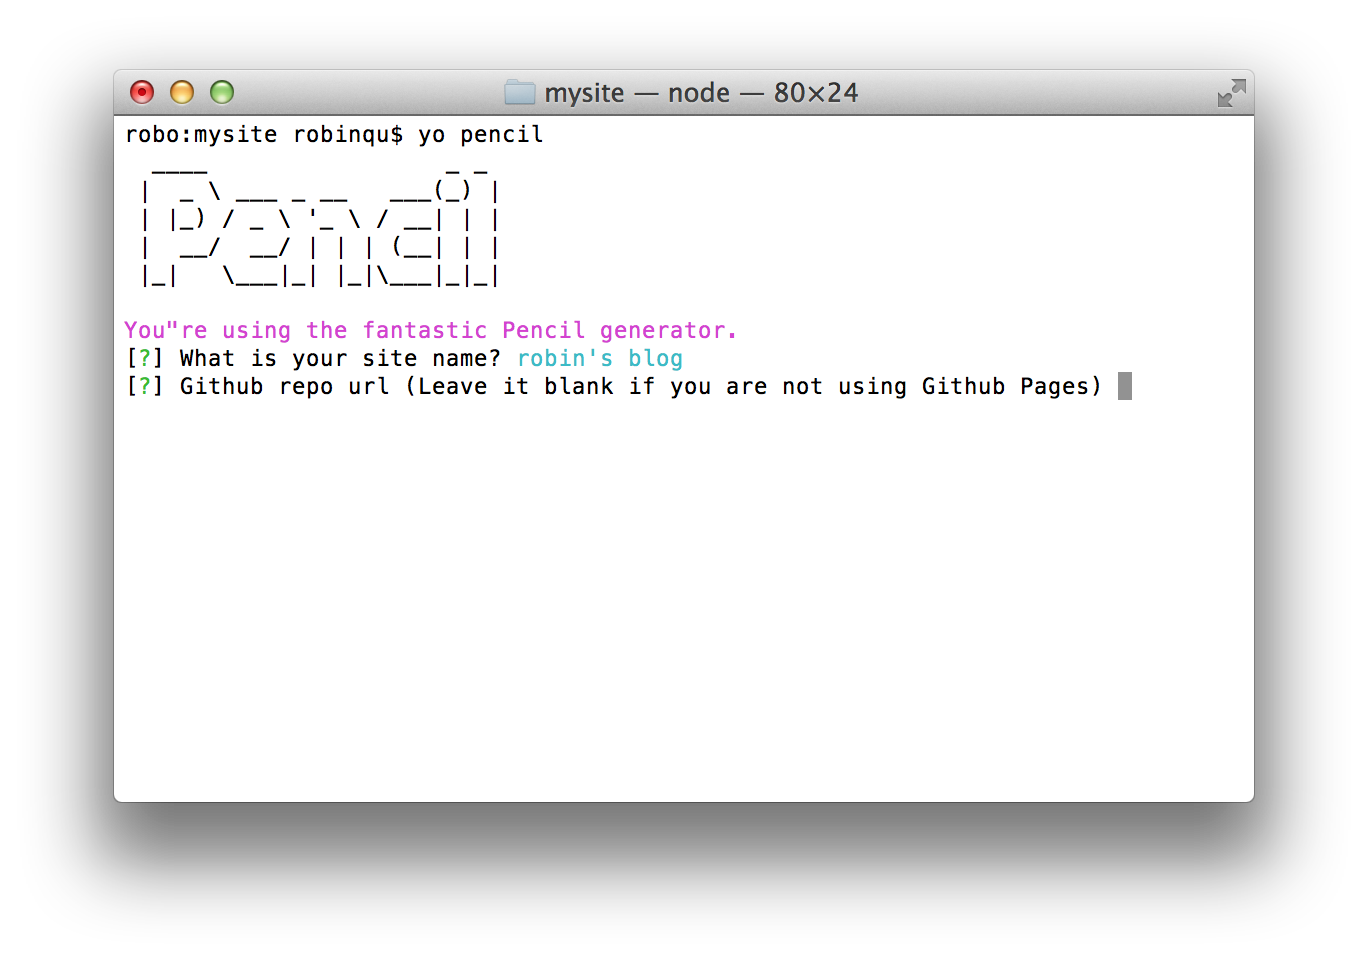 mysite — node — 80×24
robo:mysite robinqu$ yo pencil
  ____                 _ _
 |  _ \ ___ _ __   ___(_) |
 | |_) / _ \ '_ \ / __| | |
 |  __/  __/ | | | (__| | |
 |_|   \___|_| |_|\___|_|_|
You"re using the fantastic Pencil generator.
[?] What is your site name? robin's blog
[?] Github repo url (Leave it blank if you are not using Github Pages)